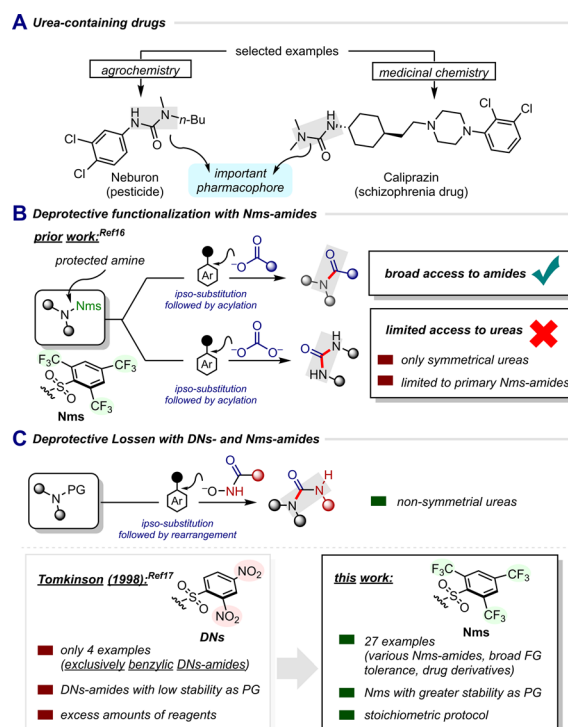 A Urea-containing drugs
selected examples
agrochemistry
medicinal chemistry
H
N
N
n-Bu
O
Cl
Cl
Neburon
(pesticide)
important
pharmacophore
N
H
N
O
N
N
Cl
Cl
Caliprazin
(schizophrenia drug)
B Deprotective functionalization with Nms-amides
prior work:Ref16
protected amine
N Nms
F3C
CF3
CF3
O
S
O
Nms
Ar
ipso-substitution
followed by acylation
−O
O
O
N
broad access to amides
Ar
ipso-substitution
followed by acylation
O
−O
O−
H
N
O
HN
limited access to ureas
only symmetrical ureas
limited to primary Nms-amides
C Deprotective Lossen with DNs- and Nms-amides
N-PG
Ar
ipso-substitution
followed by rearrangement
O
−O-NH
O
H
N
N
non-symmetrial ureas
Tomkinson (1998):Ref17
O
S
O
NO2
NO2
DNs
only 4 examples
(exclusively benzylic DNs-amides)
DNs-amides with low stability as PG
excess amounts of reagents
this work:
F3C
CF3
CF3
O
S
O
Nms
27 examples
(various Nms-amides, broad FG
tolerance, drug derivatives)
Nms with greater stability as PG
stoichiometric protocol